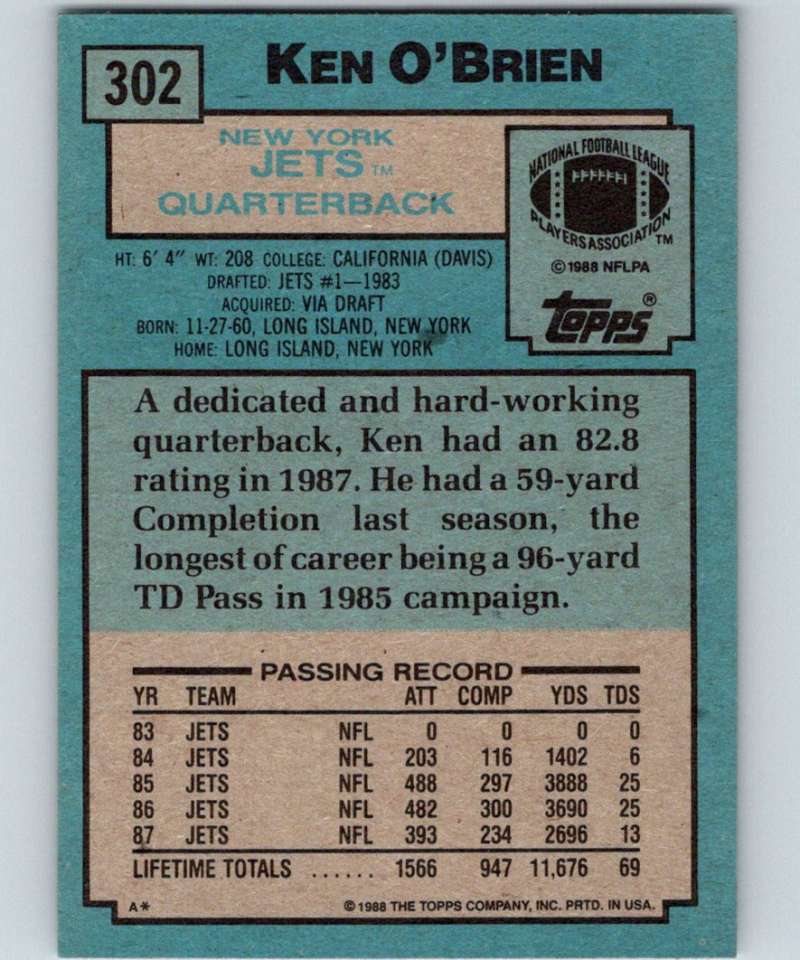 302
KEN O'BRIEN
NEW YORK
JETS TM
QUARTERBACK
NATIONAL FOOTBALL LEAGUE
PLAYERS ASSOCIATION TM
© 1988 NFLPA
Topps®
HT: 6' 4" WT: 208 COLLEGE: CALIFORNIA (DAVIS)
DRAFTED: JETS #1—1983
ACQUIRED: VIA DRAFT
BORN: 11-27-60, LONG ISLAND, NEW YORK
HOME: LONG ISLAND, NEW YORK
A dedicated and hard-working
quarterback, Ken had an 82.8
rating in 1987. He had a 59-yard
Completion last season, the
longest of career being a 96-yard
TD Pass in 1985 campaign.
PASSING RECORD
YR TEAM ATT COMP YDS TDS
83 JETS NFL 0 0 0 0
84 JETS NFL 203 116 1402 6
85 JETS NFL 488 297 3888 25
86 JETS NFL 482 300 3690 25
87 JETS NFL 393 234 2696 13
LIFETIME TOTALS ...... 1566 947 11,676 69
A* © 1988 THE TOPPS COMPANY, INC. PRTD. IN USA.